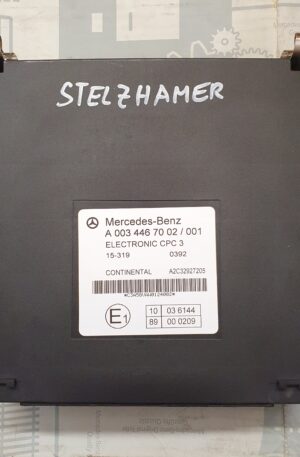 STELZHAMER
Mercedes-Benz
A 003 446 70 02 / 001
ELECTRONIC CPC 3
15-319 0392
CONTINENTAL A2C32927205
E1
10 03 6144
89 00 0209